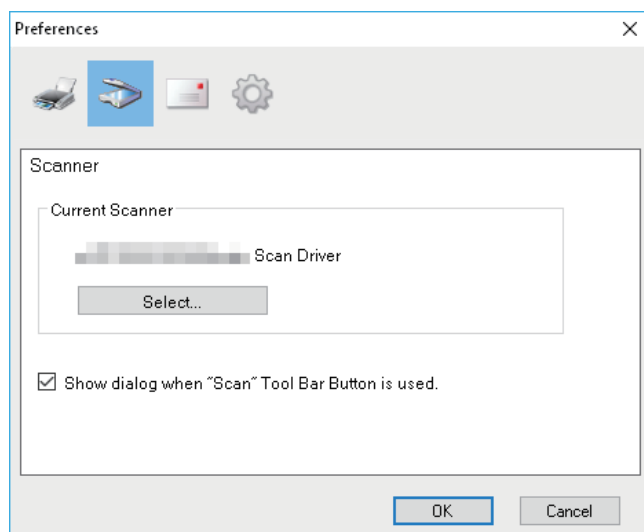 Preferences
Scanner
Current Scanner
Scan Driver
Select...
Show dialog when "Scan" Tool Bar Button is used.
OK
Cancel